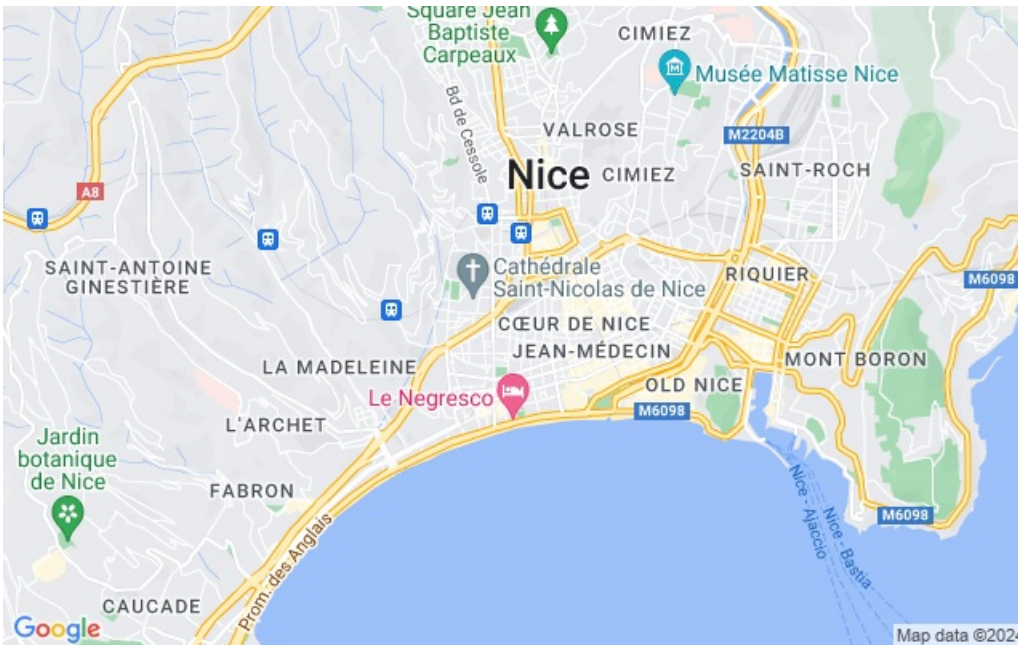 Square Jean
Baptiste
Carpeaux
CIMIEZ
Musée Matisse Nice
Bd de Cessole
VALROSE
M2204B
Nice
CIMIEZ
SAINT-ROCH
A8
SAINT-ANTOINE
GINESTIÈRE
Cathédrale
Saint-Nicolas de Nice
RIQUIER
M6098
CŒUR DE NICE
JEAN-MÉDECIN
LA MADELEINE
MONT BORON
Le Negresco
OLD NICE
M6098
L'ARCHET
Jardin
botanique
de Nice
FABRON
Nice - Ajaccio
Nice - Bastia
M6098
Prom. des Anglais
CAUCADE
Google
Map data ©2024